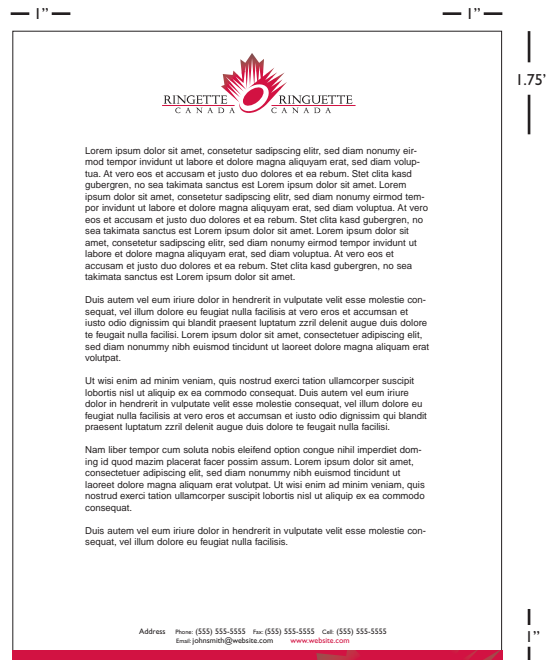 1” 1”
1.75’
RINGETTE RINGUETTE
CANADA CANADA
Lorem ipsum dolor sit amet, consetetur sadipscing elitr, sed diam nonumy eir-
mod tempor invidunt ut labore et dolore magna aliquyam erat, sed diam volup-
tua. At vero eos et accusam et justo duo dolores et ea rebum. Stet clita kasd
gubergren, no sea takimata sanctus est Lorem ipsum dolor sit amet. Lorem
ipsum dolor sit amet, consetetur sadipscing elitr, sed diam nonumy eirmod tem-
por invidunt ut labore et dolore magna aliquyam erat, sed diam voluptua. At vero
eos et accusam et justo duo dolores et ea rebum. Stet clita kasd gubergren, no
sea takimata sanctus est Lorem ipsum dolor sit amet. Lorem ipsum dolor sit
amet, consetetur sadipscing elitr, sed diam nonumy eirmod tempor invidunt ut
labore et dolore magna aliquyam erat, sed diam voluptua. At vero eos et
accusam et justo duo dolores et ea rebum. Stet clita kasd gubergren, no sea
takimata sanctus est Lorem ipsum dolor sit amet.
Duis autem vel eum iriure dolor in hendrerit in vulputate velit esse molestie con-
sequat, vel illum dolore eu feugiat nulla facilisis at vero eros et accumsan et
iusto odio dignissim qui blandit praesent luptatum zzril delenit augue duis dolore
te feugait nulla facilisi. Lorem ipsum dolor sit amet, consectetuer adipiscing elit,
sed diam nonummy nibh euismod tincidunt ut laoreet dolore magna aliquam erat
volutpat.
Ut wisi enim ad minim veniam, quis nostrud exerci tation ullamcorper suscipit
lobortis nisl ut aliquip ex ea commodo consequat. Duis autem vel eum iriure
dolor in hendrerit in vulputate velit esse molestie consequat, vel illum dolore eu
feugiat nulla facilisis at vero eros et accumsan et iusto odio dignissim qui blandit
praesent luptatum zzril delenit augue duis dolore te feugait nulla facilisi.
Nam liber tempor cum soluta nobis eleifend option congue nihil imperdiet dom-
ing id quod mazim placerat facer possim assum. Lorem ipsum dolor sit amet,
consectetuer adipiscing elit, sed diam nonummy nibh euismod tincidunt ut
laoreet dolore magna aliquam erat volutpat. Ut wisi enim ad minim veniam, quis
nostrud exerci tation ullamcorper suscipit lobortis nisl ut aliquip ex ea commodo
consequat.
Duis autem vel eum iriure dolor in hendrerit in vulputate velit esse molestie con-
sequat, vel illum dolore eu feugiat nulla facilisis.
Address Phone: (555) 555-5555 Fax: (555) 555-5555 Cell: (555) 555-5555
Email: johnsmith@website.com www.website.com
1”